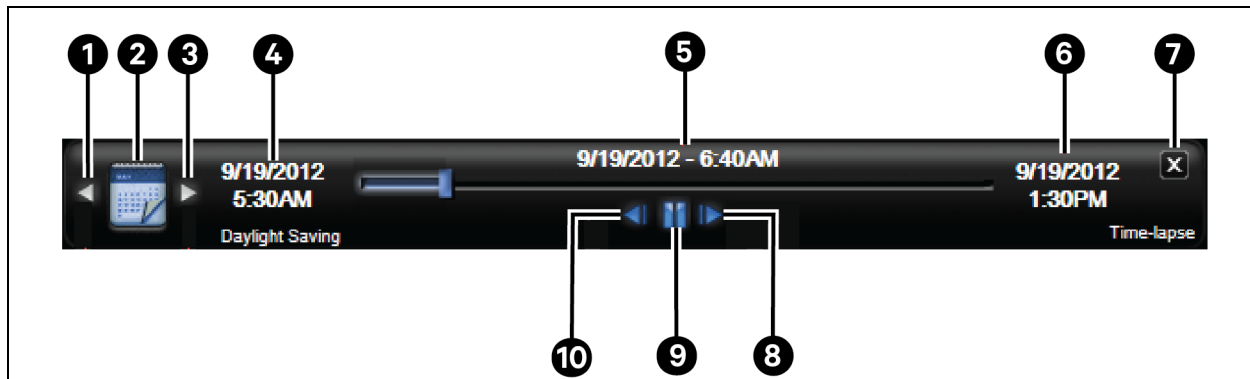 1 2 3 4 5 6 7
9/19/2012 - 6:40AM
9/19/2012
5:30AM
Daylight Saving
9/19/2012
1:30PM
X
Time-lapse
10 9 8